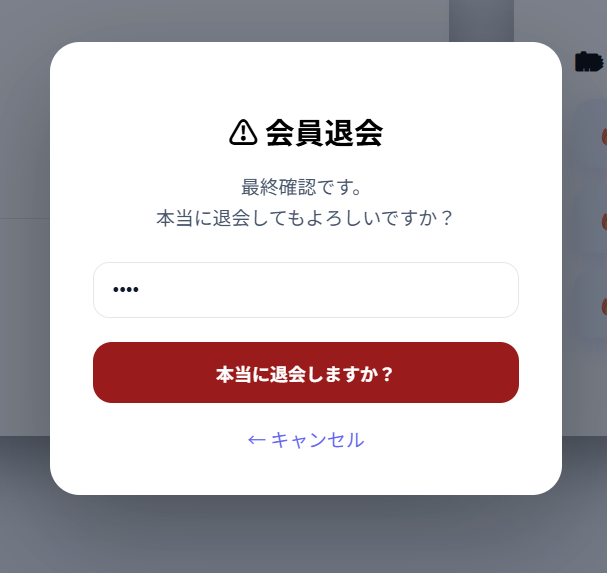 会員退会
最終確認です。
本当に退会してもよろしいですか？
••••
本当に退会しますか？
← キャンセル